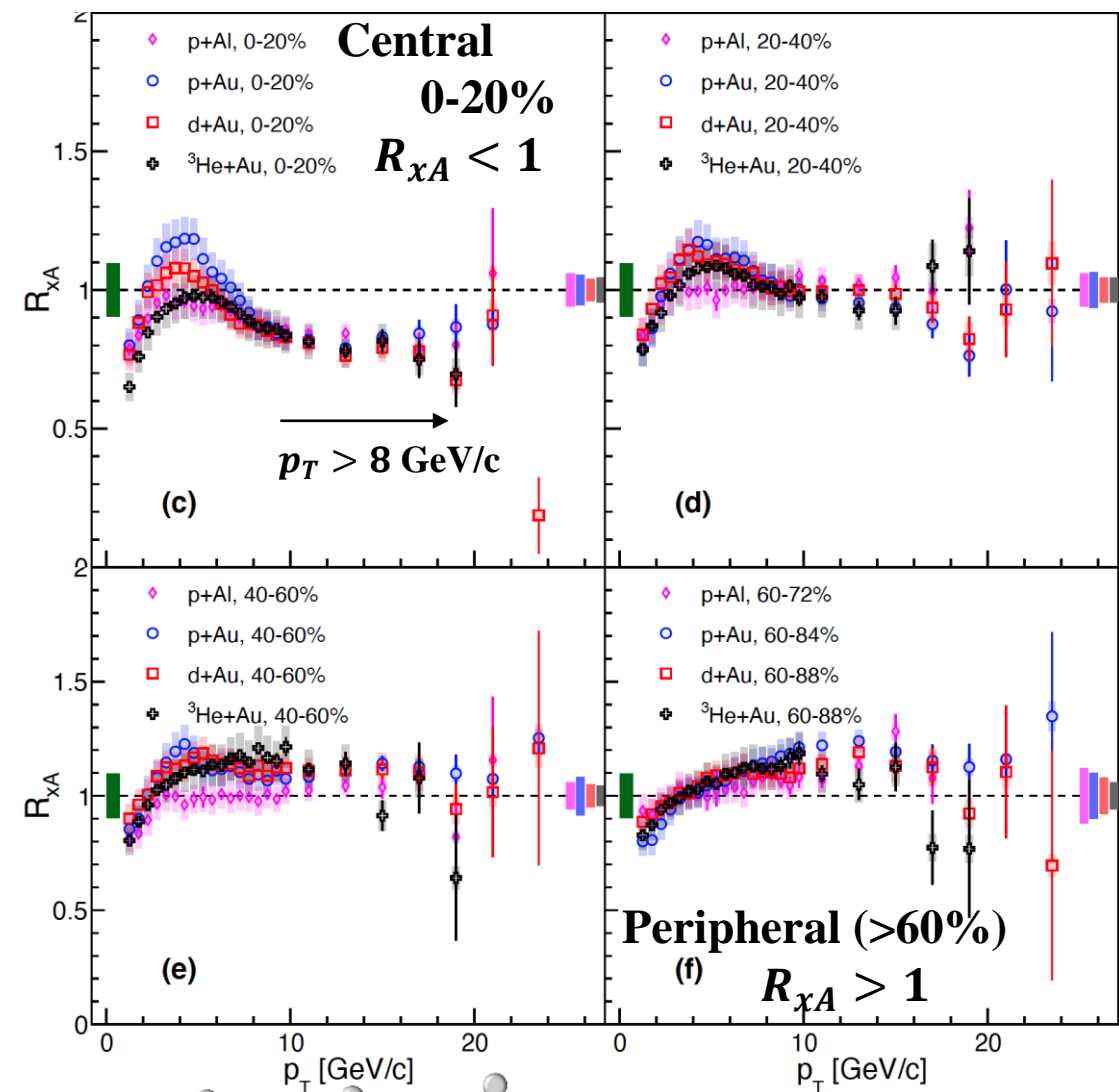 2
p+Al, 0-20%
p+Au, 0-20%
d+Au, 0-20%
³He+Au, 0-20%
Central
0-20%
R_xA < 1
1.5
1
0.5
R_xA
p_T > 8 GeV/c
(c)
p+Al, 20-40%
p+Au, 20-40%
d+Au, 20-40%
³He+Au, 20-40%
(d)
2
p+Al, 40-60%
p+Au, 40-60%
d+Au, 40-60%
³He+Au, 40-60%
1.5
1
0.5
0
R_xA
(e)
p+Al, 60-72%
p+Au, 60-84%
d+Au, 60-88%
³He+Au, 60-88%
Peripheral (>60%)
(f)
R_xA > 1
0 10 20
p_T [GeV/c]
0 10 20
p_T [GeV/c]